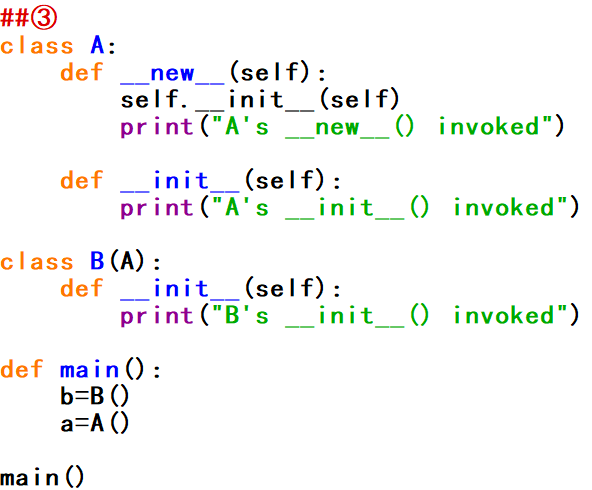 ##③
class A:
    def __new__(self):
        self.__init__(self)
        print("A's __new__() invoked")

    def __init__(self):
        print("A's __init__() invoked")

class B(A):
    def __init__(self):
        print("B's __init__() invoked")

def main():
    b=B()
    a=A()

main()